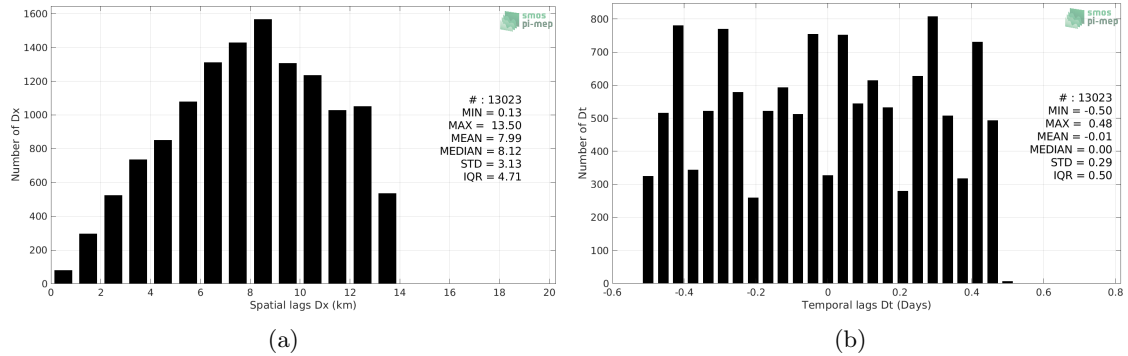 1600
1400
1200
1000
800
600
400
200
0
Number of Dx
smos
pi-mep
# : 13023
MIN = 0.13
MAX = 13.50
MEAN = 7.99
MEDIAN = 8.12
STD = 3.13
IQR = 4.71
0 2 4 6 8 10 12 14 16 18 20
Spatial lags Dx (km)
(a)
800
700
600
500
400
300
200
100
0
Number of Dt
smos
pi-mep
# : 13023
MIN = -0.50
MAX = 0.48
MEAN = -0.01
MEDIAN = 0.00
STD = 0.29
IQR = 0.50
-0.6 -0.4 -0.2 0 0.2 0.4 0.6 0.8
Temporal lags Dt (Days)
(b)